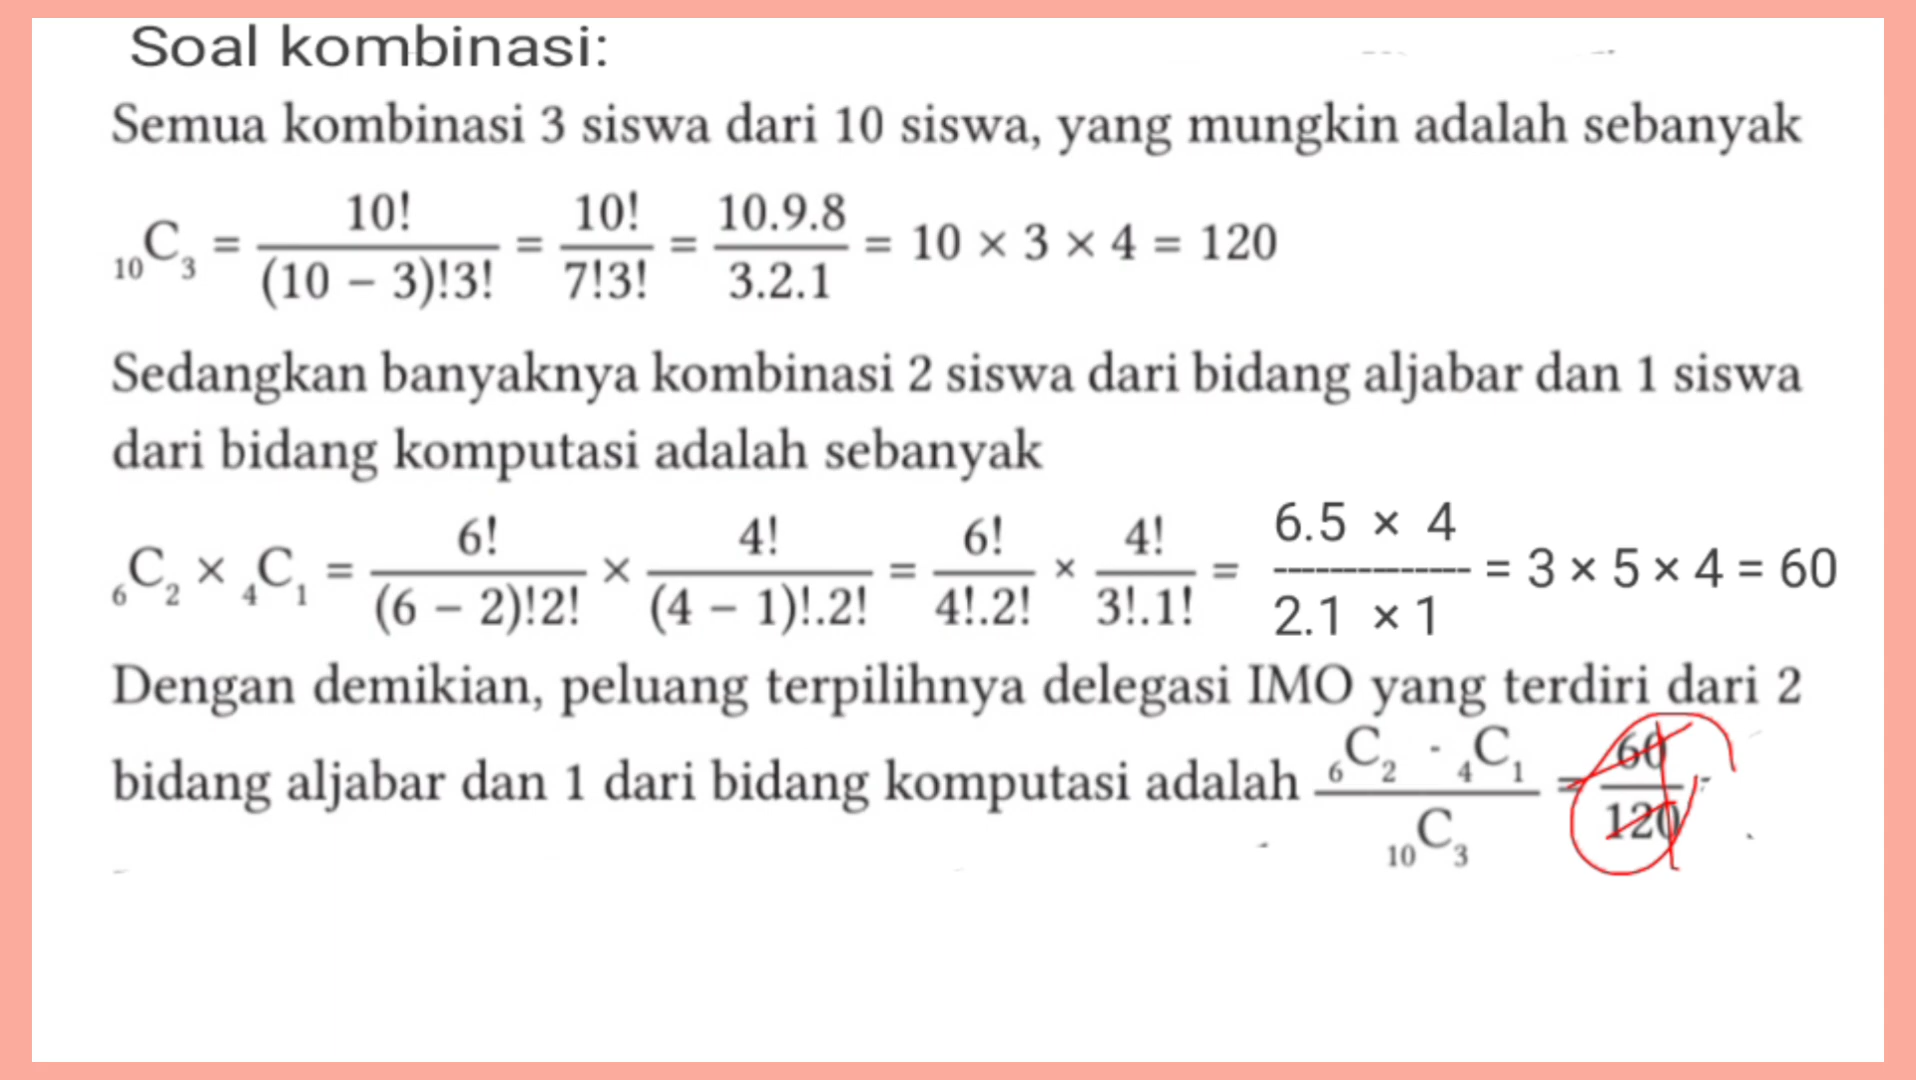 Soal kombinasi:
Semua kombinasi 3 siswa dari 10 siswa, yang mungkin adalah sebanyak
₁₀C₃ = 10! / (10 − 3)!3! = 10! / 7!3! = 10.9.8 / 3.2.1 = 10 × 3 × 4 = 120
Sedangkan banyaknya kombinasi 2 siswa dari bidang aljabar dan 1 siswa
dari bidang komputasi adalah sebanyak
₆C₂ × ₄C₁ = 6! / (6 − 2)!2! × 4! / (4 − 1)!.2! = 6! / 4!.2! × 4! / 3!.1! = 6.5 × 4 / 2.1 × 1 = 3 × 5 × 4 = 60
Dengan demikian, peluang terpilihnya delegasi IMO yang terdiri dari 2
bidang aljabar dan 1 dari bidang komputasi adalah ₆C₂ · ₄C₁ / ₁₀C₃ = 60 / 120